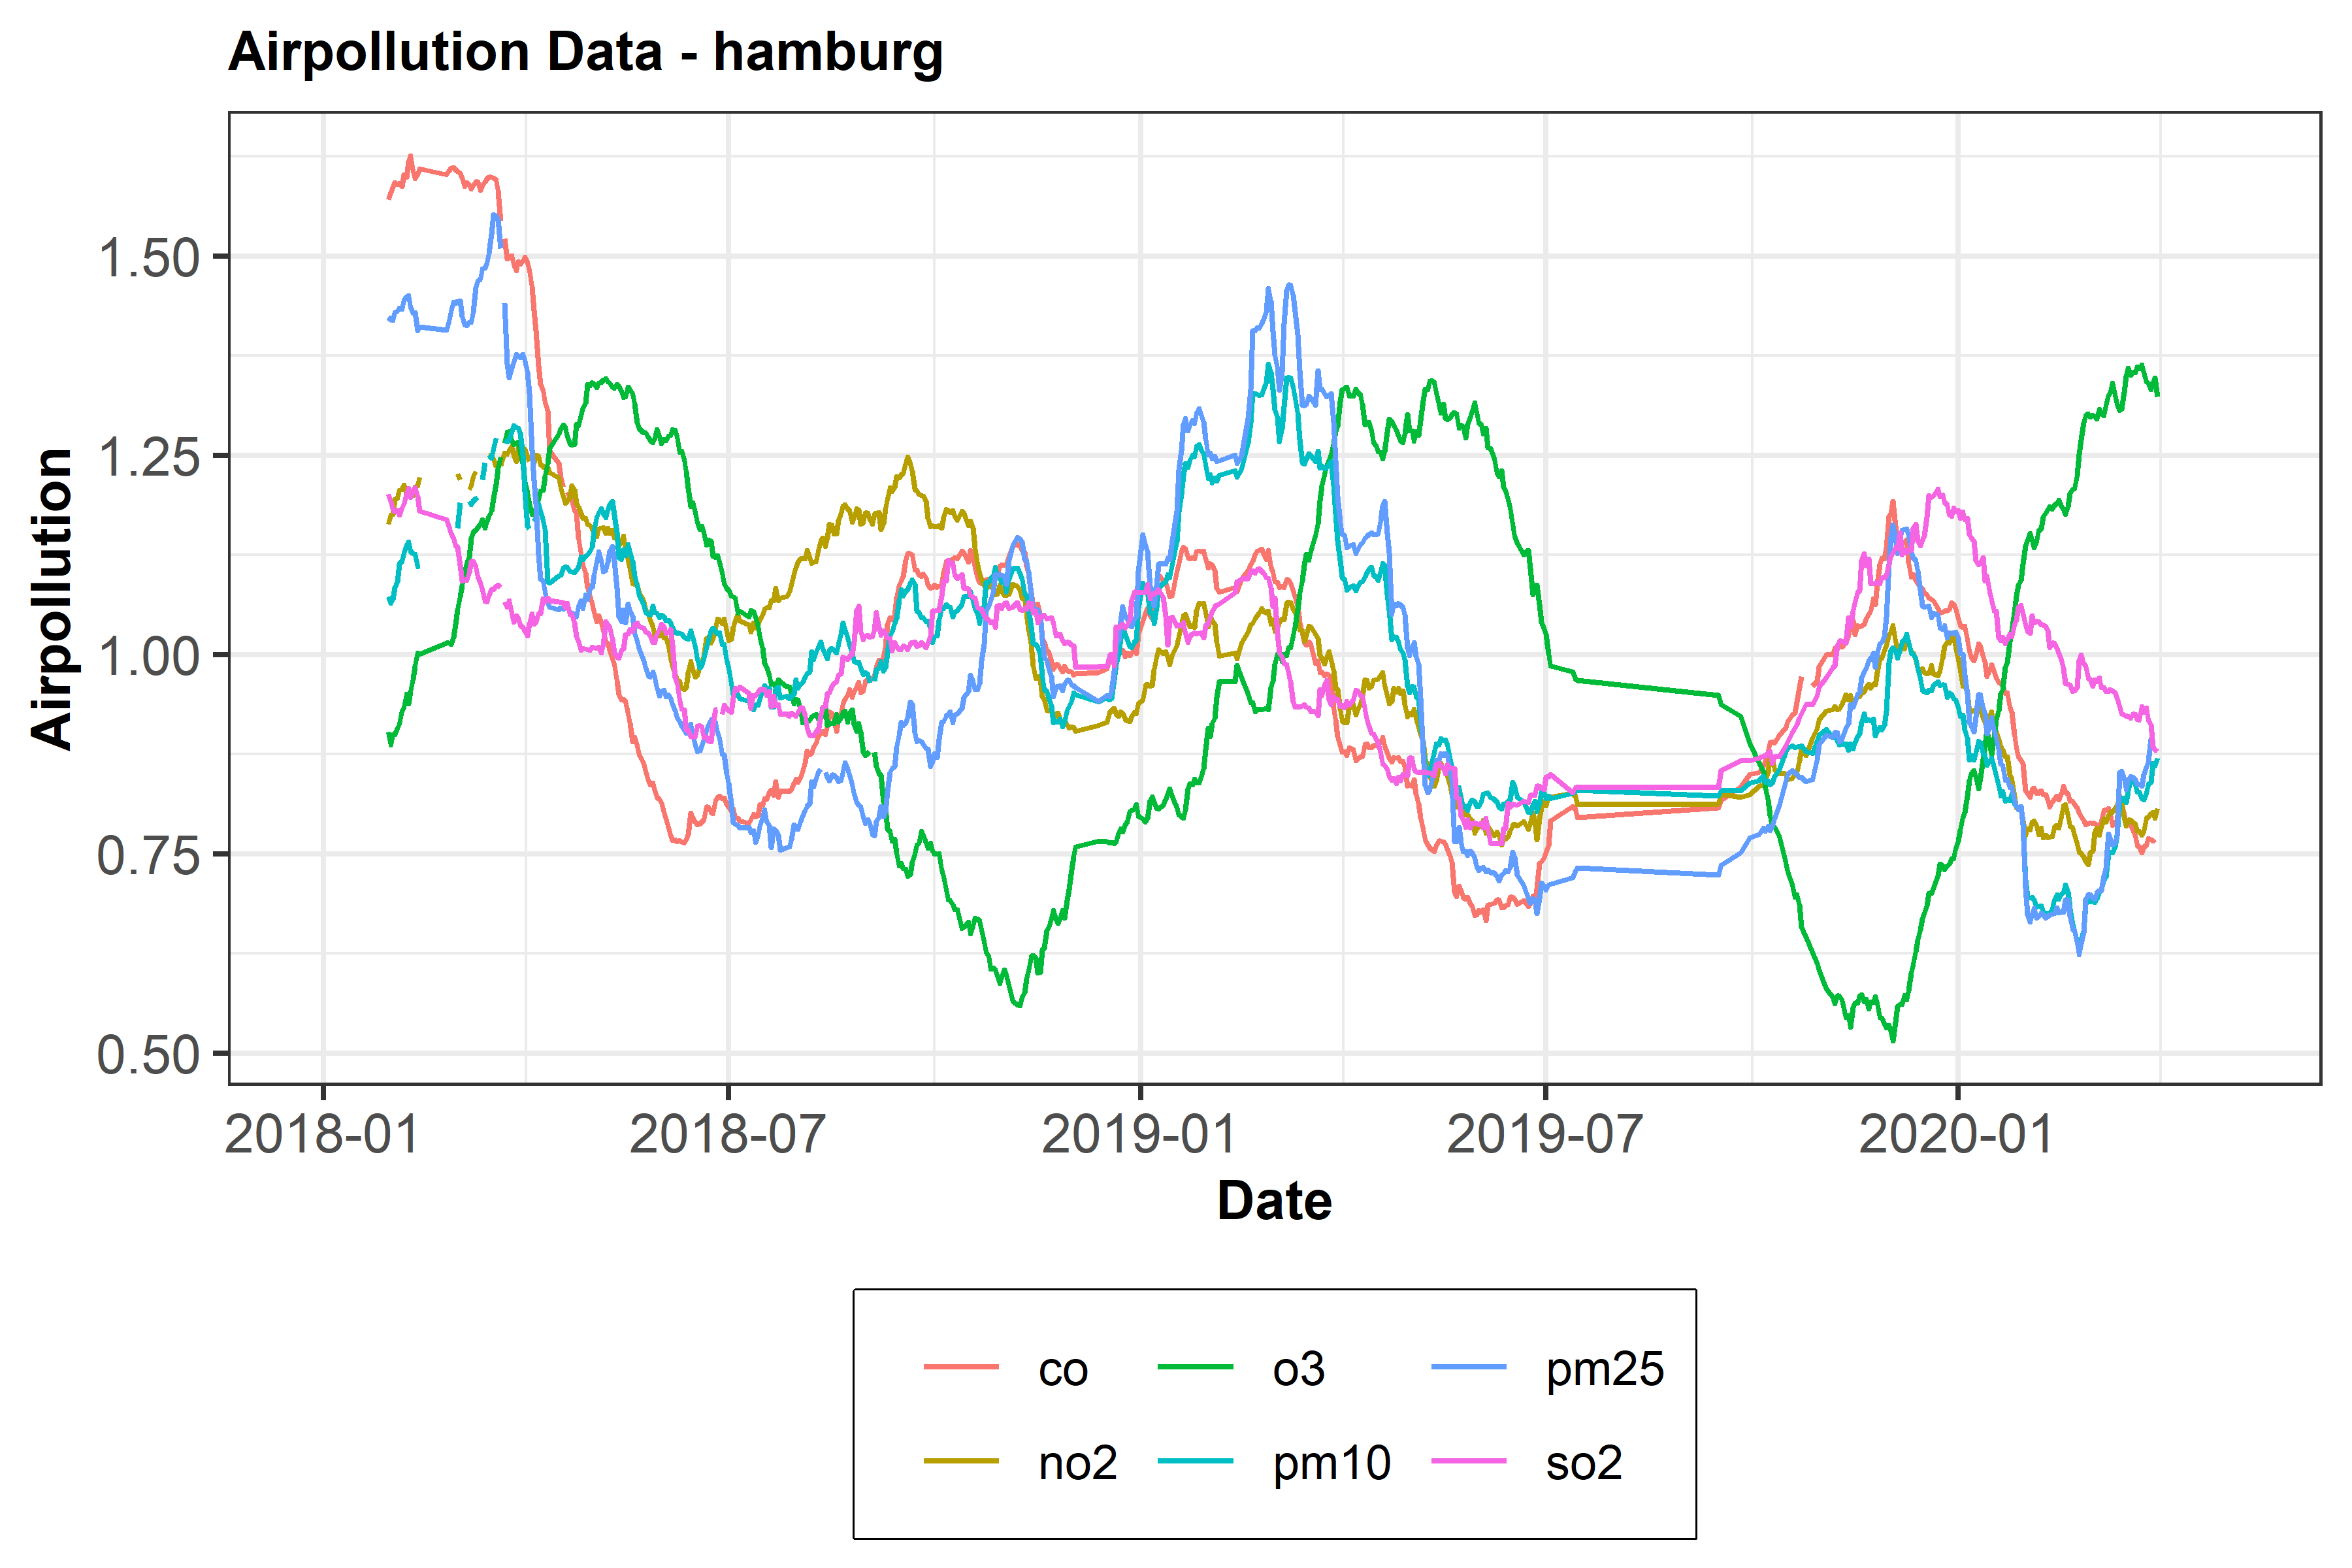 Airpollution Data - hamburg
Airpollution
1.50
1.25
1.00
0.75
0.50
2018-01 2018-07 2019-01 2019-07 2020-01
Date
co o3 pm25
no2 pm10 so2